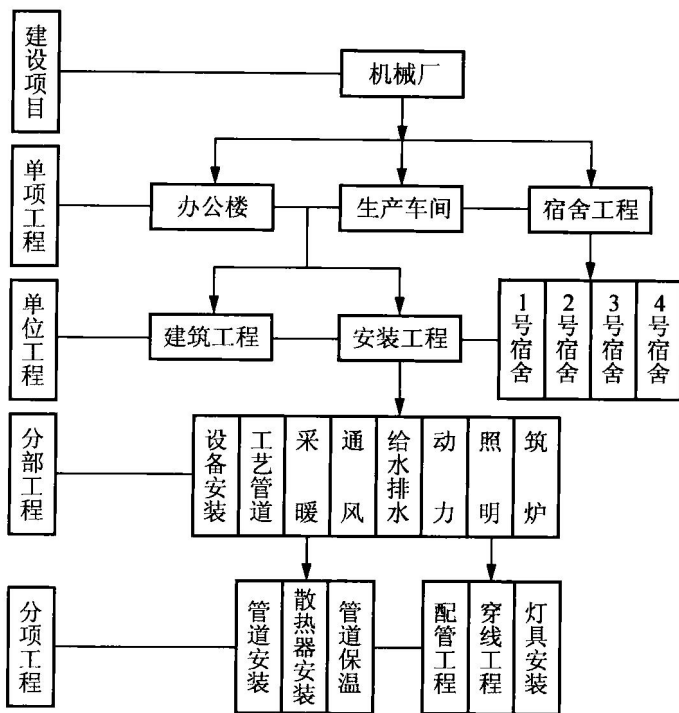 建设项目
机械厂
单项工程
办公楼
生产车间
宿舍工程
单位工程
建筑工程
安装工程
1号宿舍
2号宿舍
3号宿舍
4号宿舍
分部工程
设备安装
工艺管道
采暖
通风
给水排水
动力
照明
筑炉
分项工程
管道安装
散热器安装
管道保温
配管工程
穿线工程
灯具安装